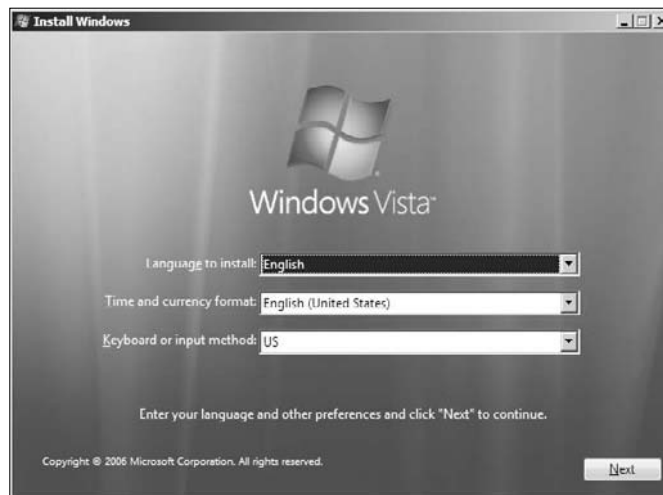 Install Windows
Windows Vista™
Language to install: English
Time and currency format: English (United States)
Keyboard or input method: US
Enter your language and other preferences and click "Next" to continue.
Copyright © 2006 Microsoft Corporation. All rights reserved.
Next